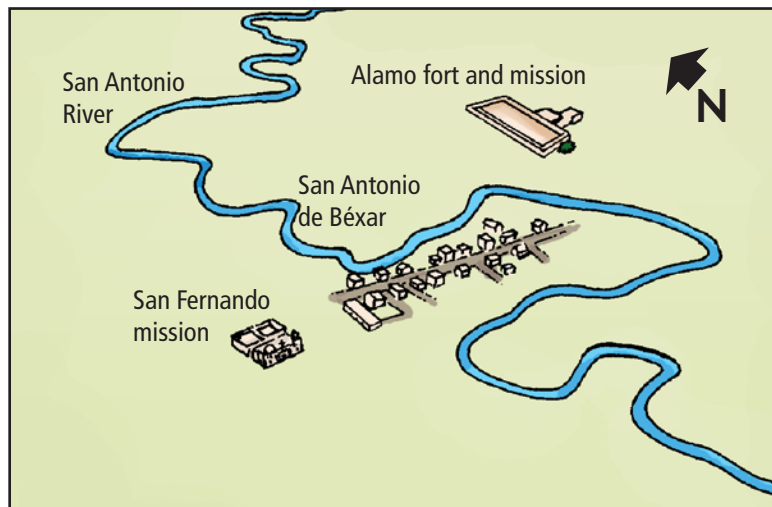 San Antonio
River
Alamo fort and mission
N
San Antonio
de Béxar
San Fernando
mission